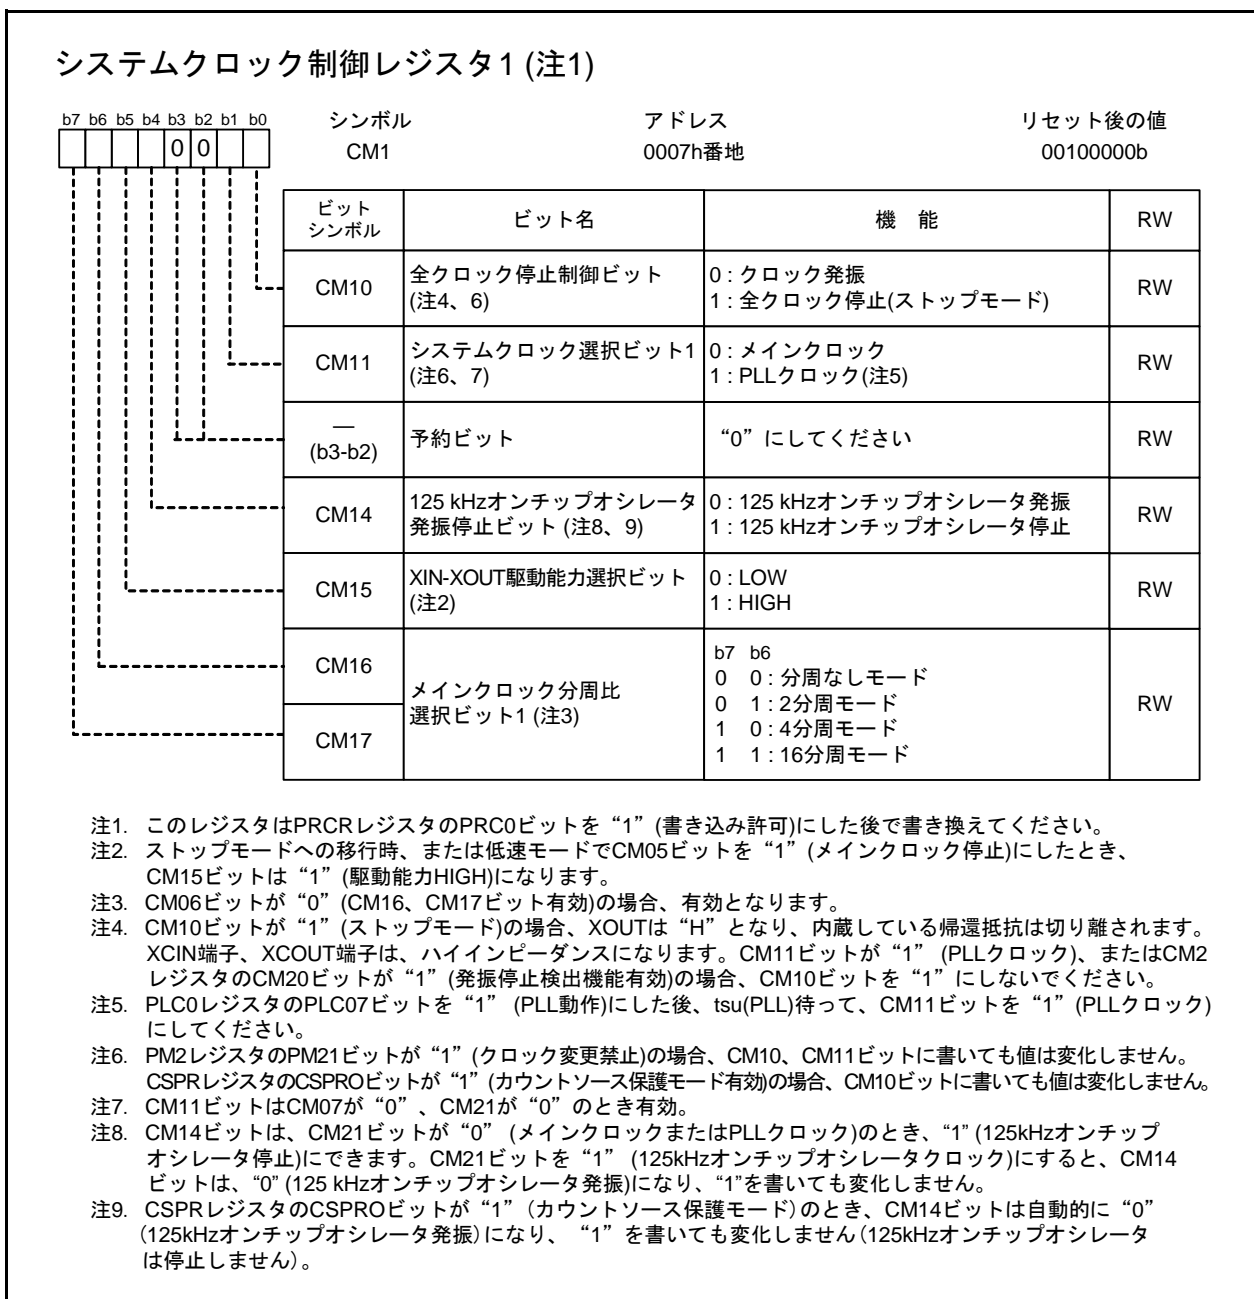 システムクロック制御レジスタ1 (注1)
b7 b6 b5 b4 b3 b2 b1 b0
0 0
シンボル アドレス リセット後の値
CM1 0007h番地 00100000b
ビット
シンボル
ビット名
機 能
RW
CM10
全クロック停止制御ビット
(注4、6)
0 : クロック発振
1 : 全クロック停止(ストップモード)
RW
CM11
システムクロック選択ビット1
(注6、7)
0 : メインクロック
1 : PLLクロック(注5)
RW
—
(b3-b2)
予約ビット
“0”にしてください
RW
CM14
125 kHzオンチップオシレータ
発振停止ビット (注8、9)
0 : 125 kHzオンチップオシレータ発振
1 : 125 kHzオンチップオシレータ停止
RW
CM15
XIN-XOUT駆動能力選択ビット
(注2)
0 : LOW
1 : HIGH
RW
CM16
CM17
メインクロック分周比
選択ビット1 (注3)
b7 b6
0 0 : 分周なしモード
0 1 : 2分周モード
1 0 : 4分周モード
1 1 : 16分周モード
RW
注1. このレジスタはPRCRレジスタのPRC0ビットを“1”(書き込み許可)にした後で書き換えてください。
注2. ストップモードへの移行時、または低速モードでCM05ビットを“1”(メインクロック停止)にしたとき、
CM15ビットは“1”(駆動能力HIGH)になります。
注3. CM06ビットが“0”(CM16、CM17ビット有効)の場合、有効となります。
注4. CM10ビットが“1”(ストップモード)の場合、XOUTは“H”となり、内蔵している帰還抵抗は切り離されます。
XCIN端子、XCOUT端子は、ハイインピーダンスになります。CM11ビットが“1” (PLLクロック)、またはCM2
レジスタのCM20ビットが“1”(発振停止検出機能有効)の場合、CM10ビットを“1”にしないでください。
注5. PLC0レジスタのPLC07ビットを“1” (PLL動作)にした後、tsu(PLL)待って、CM11ビットを“1”(PLLクロック)
にしてください。
注6. PM2レジスタのPM21ビットが“1”(クロック変更禁止)の場合、CM10、CM11ビットに書いても値は変化しません。
CSPRレジスタのCSPROビットが“1”(カウントソース保護モード有効)の場合、CM10ビットに書いても値は変化しません。
注7. CM11ビットはCM07が“0”、CM21が“0”のとき有効。
注8. CM14ビットは、CM21ビットが“0” (メインクロックまたはPLLクロック)のとき、“1” (125kHzオンチップ
オシレータ停止)にできます。CM21ビットを“1” (125kHzオンチップオシレータクロック)にすると、CM14
ビットは、“0” (125 kHzオンチップオシレータ発振)になり、“1”を書いても変化しません。
注9. CSPRレジスタのCSPROビットが“1”（カウントソース保護モード）のとき、CM14ビットは自動的に“0”
（125kHzオンチップオシレータ発振）になり、“1”を書いても変化しません（125kHzオンチップオシレータ
は停止しません）。